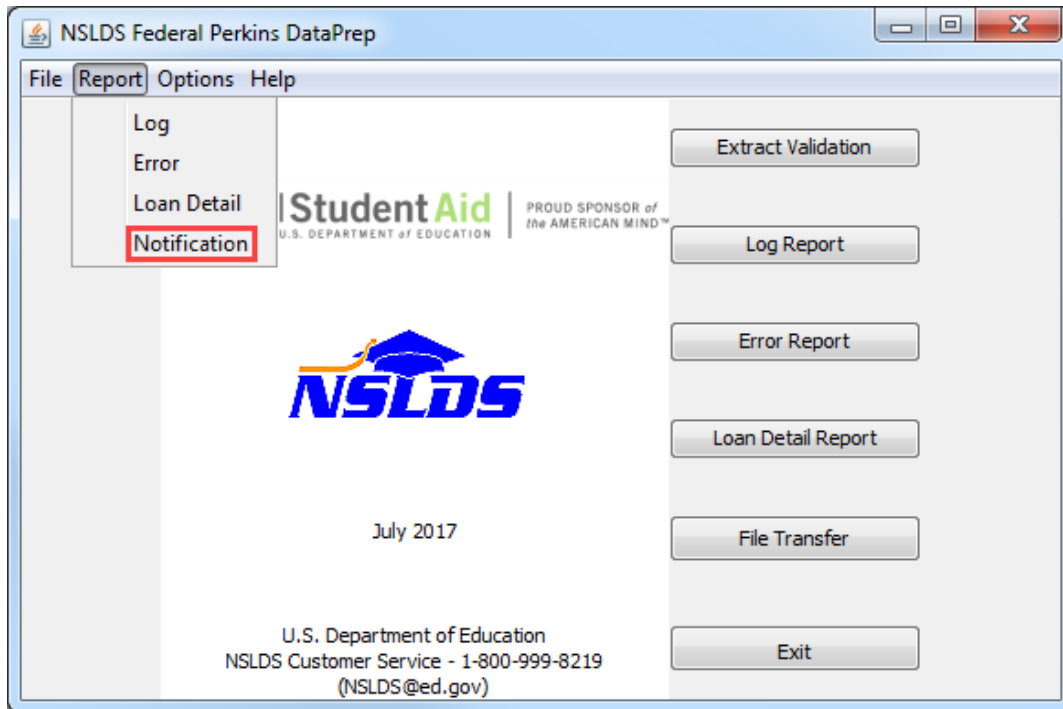 NSLDS Federal Perkins DataPrep
File Report Options Help
Log
Error
Loan Detail
Notification
Student Aid
U.S. DEPARTMENT of EDUCATION
PROUD SPONSOR of
the AMERICAN MIND™
NSLDS
July 2017
U.S. Department of Education
NSLDS Customer Service - 1-800-999-8219
(NSLDS@ed.gov)
Extract Validation
Log Report
Error Report
Loan Detail Report
File Transfer
Exit